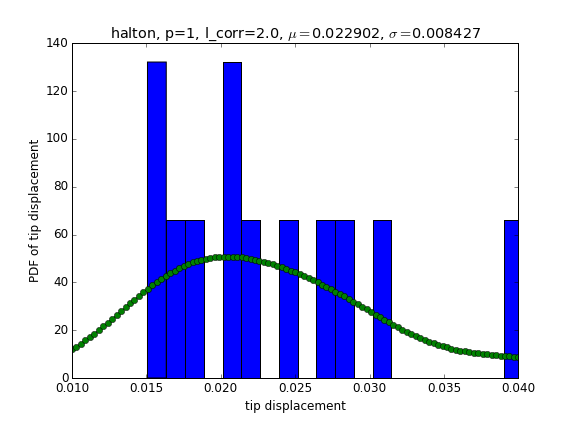 halton, p=1, l_corr=2.0, μ=0.022902, σ=0.008427
140
120
100
80
60
40
20
0
PDF of tip displacement
0.010 0.015 0.020 0.025 0.030 0.035 0.040
tip displacement